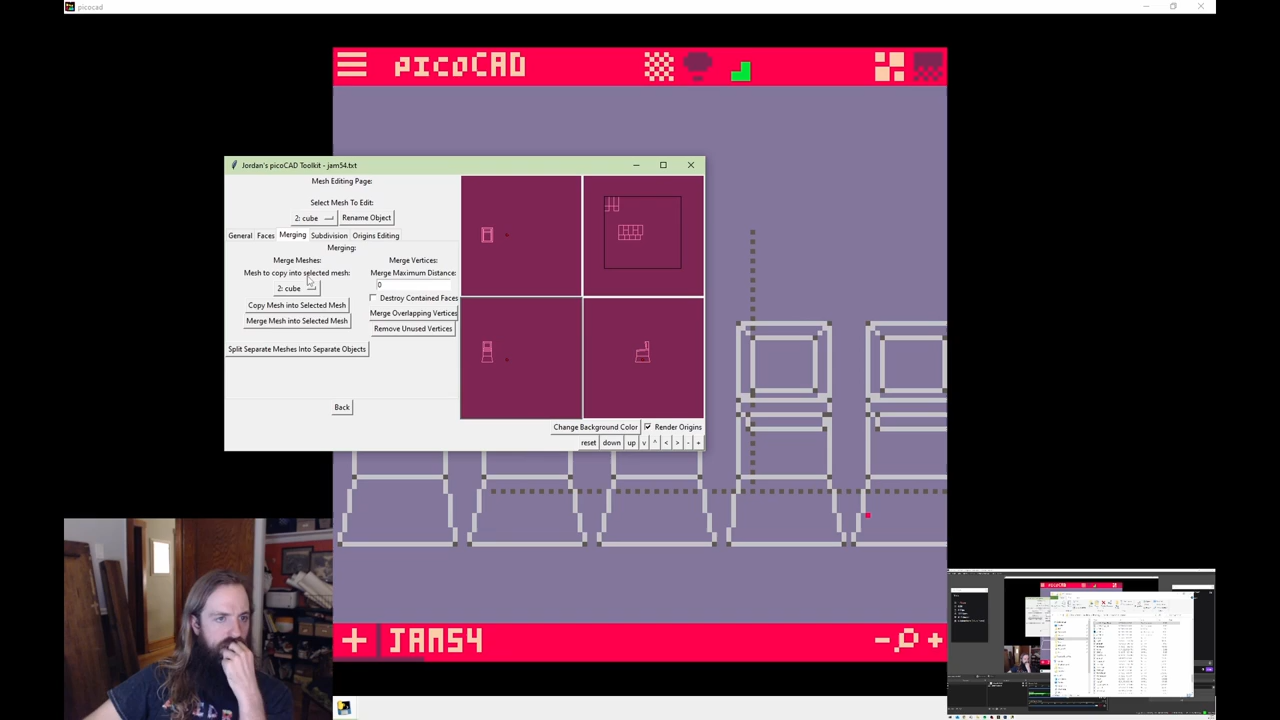 picocad
picoCAD
Jordan's picoCAD Toolkit - jam54.txt
Mesh Editing Page:
Select Mesh To Edit:
2: cube
Rename Object
General
Faces
Merging
Subdivision
Origins Editing
Merging:
Merge Meshes:
Mesh to copy into selected mesh:
2: cube
Copy Mesh into Selected Mesh
Merge Mesh into Selected Mesh
Merge Vertices:
Merge Maximum Distance:
0
Destroy Contained Faces
Merge Overlapping Vertices
Remove Unused Vertices
Split Separate Meshes Into Separate Objects
Back
Change Background Color
Render Origins
reset
down
up
v
^
<
>
-
+
JAM54
- +